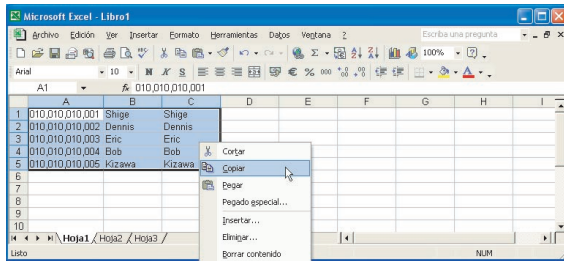 Microsoft Excel - Libro1
Archivo Edición Ver Insertar Formato Herramientas Datos Ventana ? Escriba una pregunta
100%
Arial 10 N K S € % 000
A1 fx 010,010,010,001
A B C D E F G H I
1 010,010,010,001 Shige Shige
2 010,010,010,002 Dennis Dennis
3 010,010,010,003 Eric Eric
4 010,010,010,004 Bob Bob
5 010,010,010,005 Kizawa Kizawa
6
7
8
9
10
Cortar
Copiar
Pegar
Pegado especial...
Insertar...
Eliminar...
Borrar contenido
Hoja1 Hoja2 Hoja3
Listo NUM